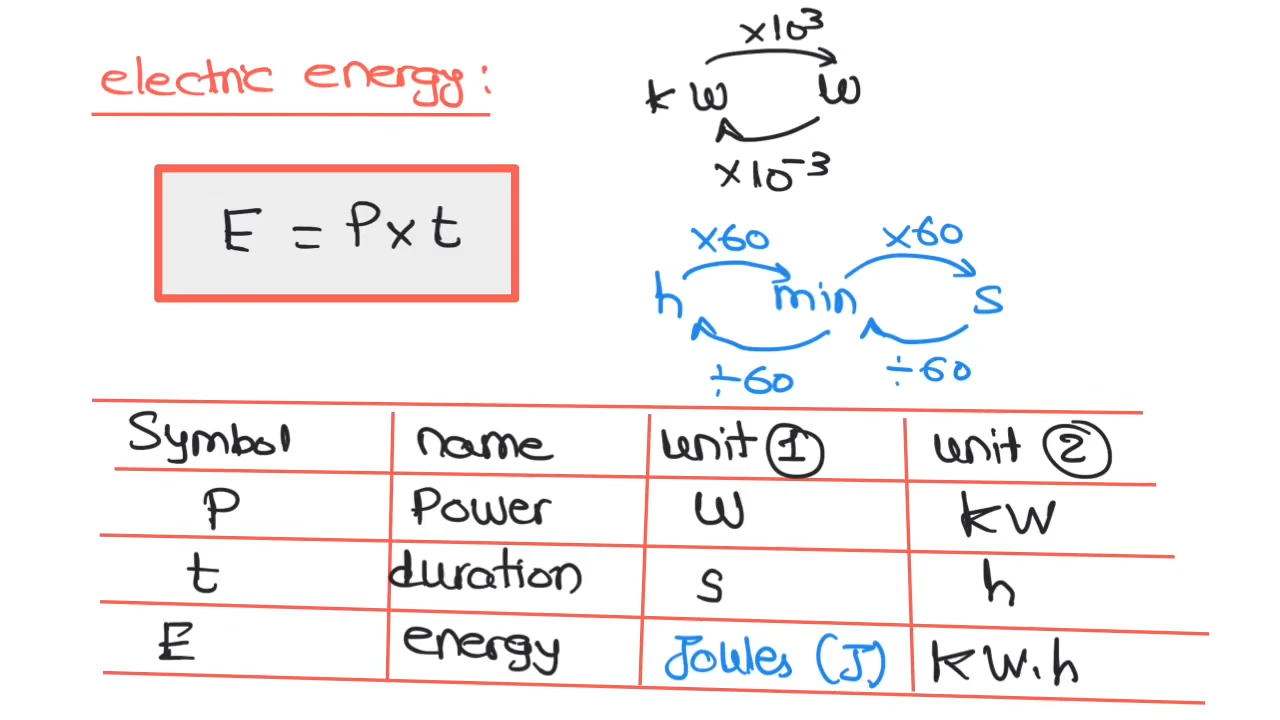 electric energy:
E = P x t
x10³
kW W
x10⁻³
x60 x60
h min s
÷60 ÷60
Symbol name unit ① unit ②
P Power W kW
t duration s h
E energy Joules (J) kW.h